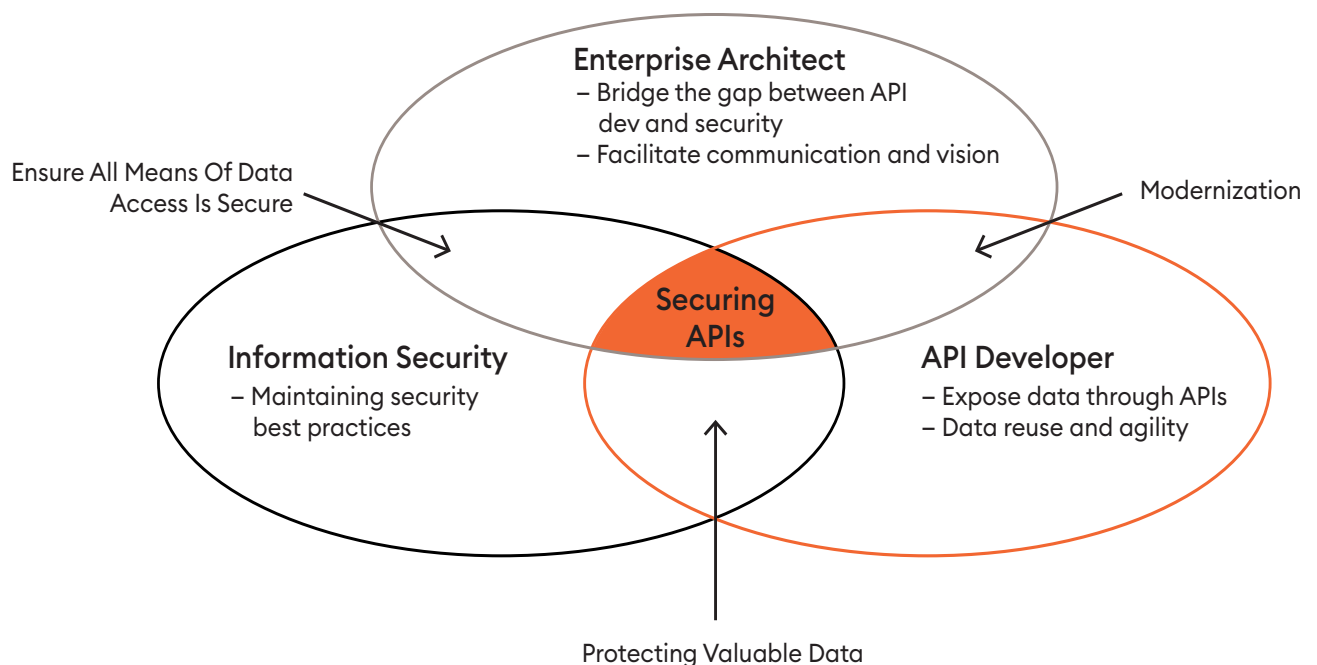 Enterprise Architect
– Bridge the gap between API
dev and security
– Facilitate communication and vision
Ensure All Means Of Data
Access Is Secure
Modernization
Securing
APIs
Information Security
– Maintaining security
best practices
API Developer
– Expose data through APIs
– Data reuse and agility
Protecting Valuable Data